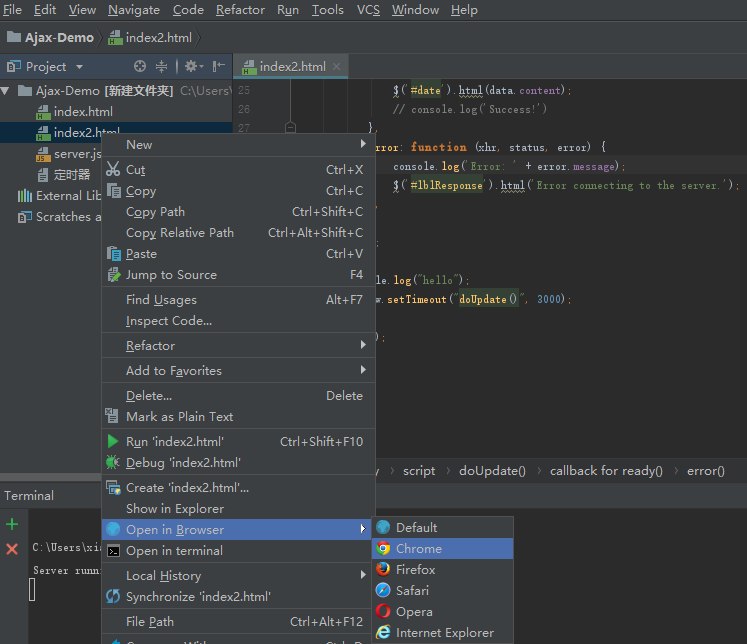 File Edit View Navigate Code Refactor Run Tools VCS Window Help
Ajax-Demo index2.html
Project
index2.html
Ajax-Demo [新建文件夹] C:\Users\
index.html
index2.html
server.js
定时器
External Lib
Scratches a
25 $('#date').html(data.content);
26 // console.log('Success!')
27 },
rror: function (xhr, status, error) {
console.log('Error: ' + error.message);
$('#lblResponse').html('Error connecting to the server.');
;
le.log("hello");
w.setTimeout("doUpdate()", 3000);
);
New
Cut Ctrl+X
Copy Ctrl+C
Copy Path Ctrl+Shift+C
Copy Relative Path Ctrl+Alt+Shift+C
Paste Ctrl+V
Jump to Source F4
Find Usages Alt+F7
Inspect Code...
Refactor
Add to Favorites
Delete... Delete
Mark as Plain Text
Run 'index2.html' Ctrl+Shift+F10
Debug 'index2.html'
Create 'index2.html'...
Show in Explorer
Open in Browser
Open in terminal
Local History
Synchronize 'index2.html'
File Path Ctrl+Alt+F12
y script doUpdate() callback for ready() error()
Terminal
C:\Users\xia
Server runni
Default
Chrome
Firefox
Safari
Opera
Internet Explorer